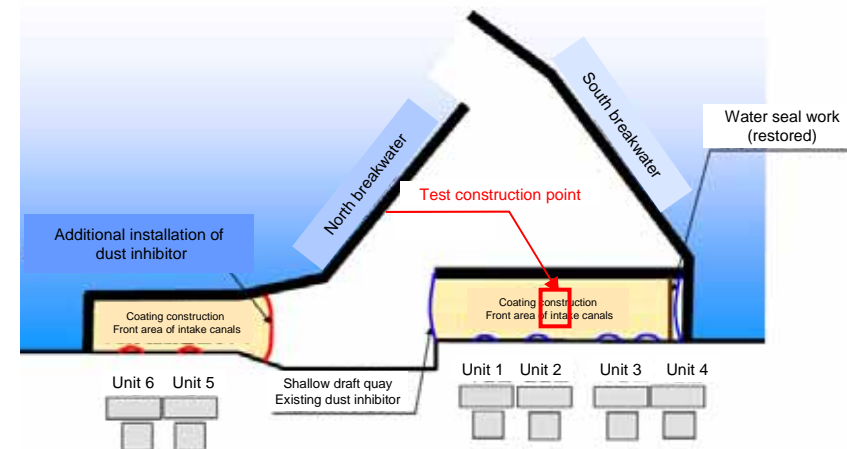 South breakwater
Water seal work
(restored)
North breakwater
Test construction point
Additional installation of
dust inhibitor
Coating construction
Front area of intake canals
Coating construction
Front area of intake canals
Unit 6
Unit 5
Shallow draft quay
Existing dust inhibitor
Unit 1
Unit 2
Unit 3
Unit 4